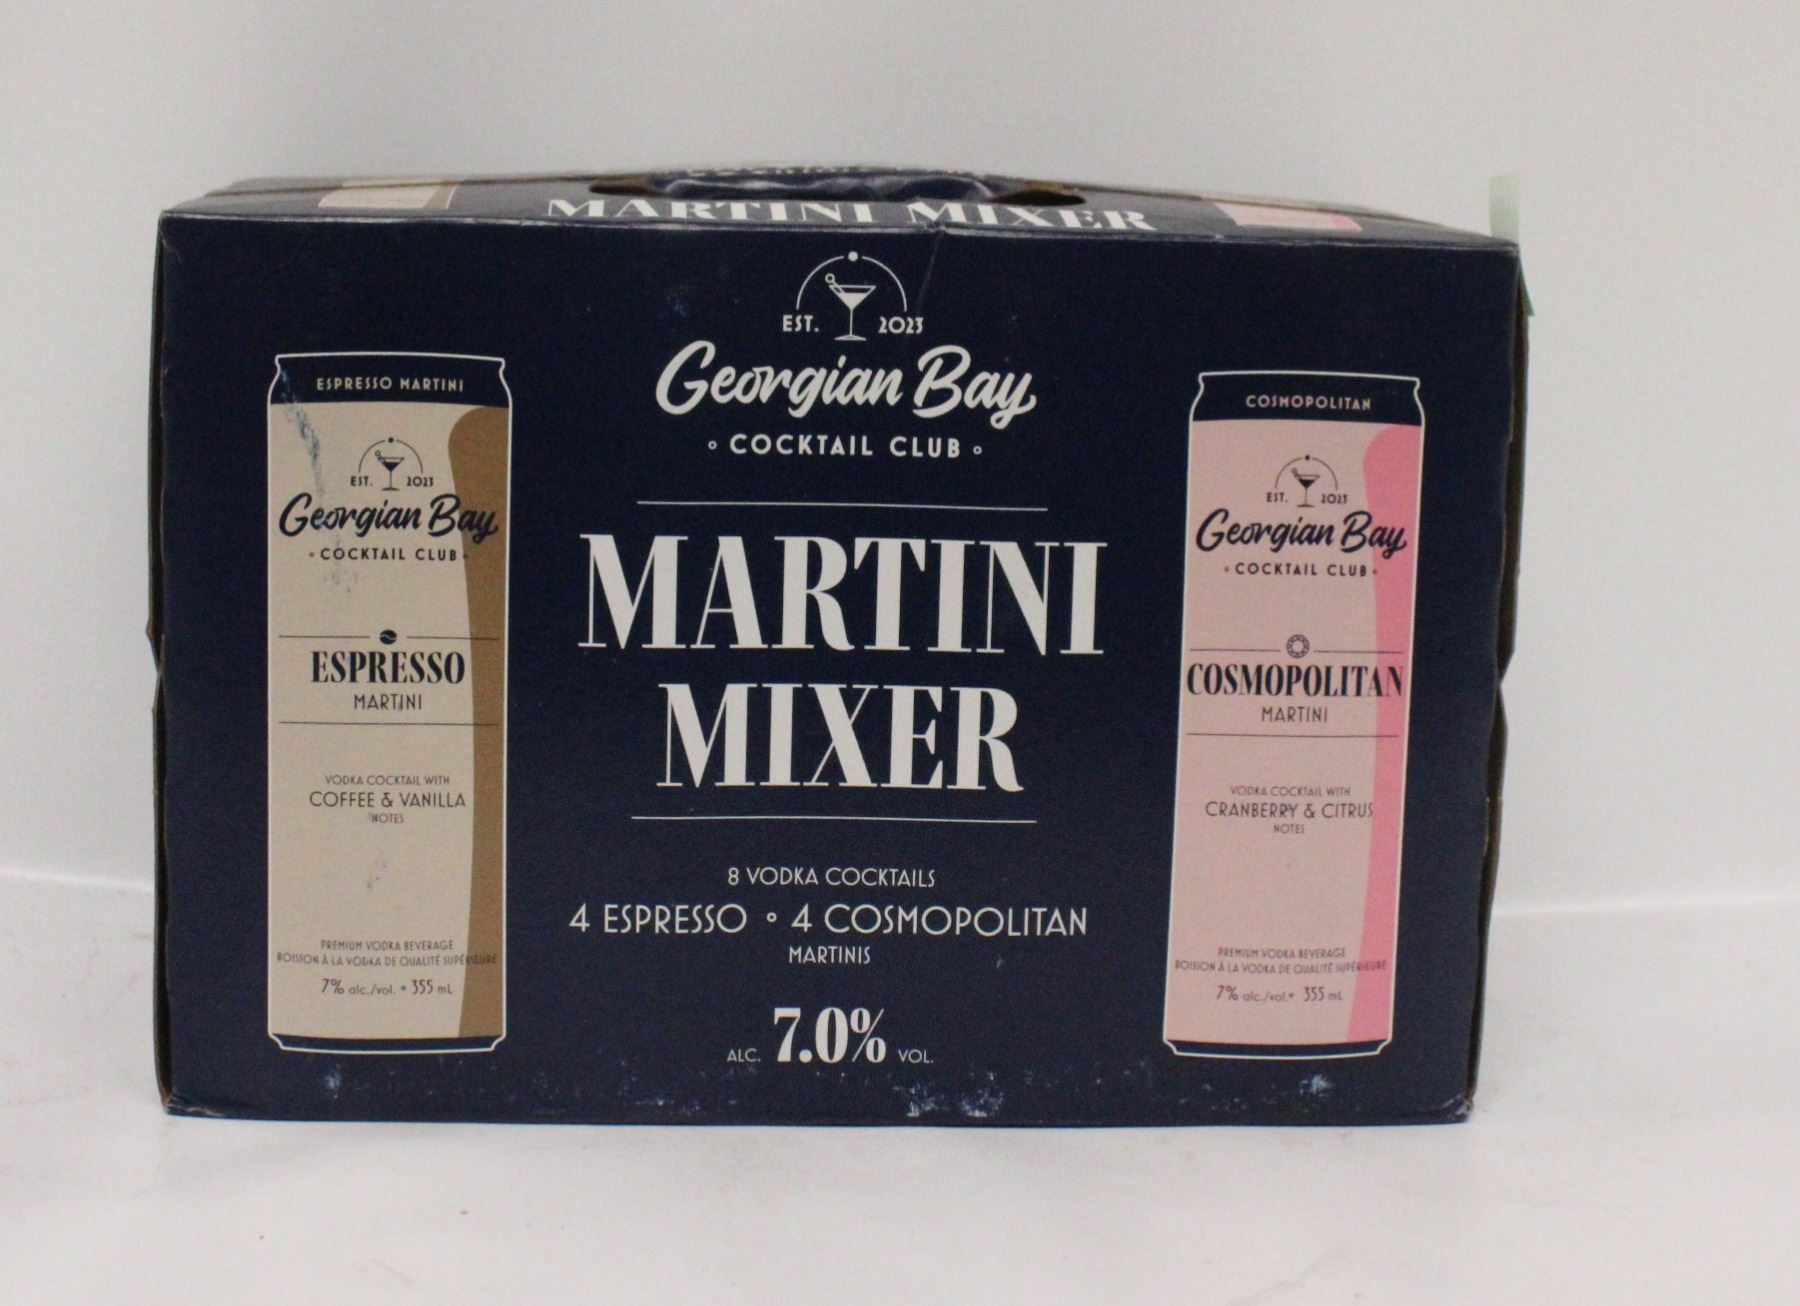 MARTINI MIXER
EST. 2023
Georgian Bay
COCKTAIL CLUB
MARTINI
MIXER
8 VODKA COCKTAILS
4 ESPRESSO ∘ 4 COSMOPOLITAN
MARTINIS
ALC. 7.0% VOL.
ESPRESSO MARTINI
EST. 2023
Georgian Bay
COCKTAIL CLUB
ESPRESSO
MARTINI
VODKA COCKTAIL WITH
COFFEE & VANILLA
NOTES
PREMIUM VODKA BEVERAGE
BOISSON À LA VODKA DE QUALITÉ SUPÉRIEURE
7% alc./vol. • 355 mL
COSMOPOLITAN
EST. 2023
Georgian Bay
COCKTAIL CLUB
COSMOPOLITAN
MARTINI
VODKA COCKTAIL WITH
CRANBERRY & CITRUS
NOTES
PREMIUM VODKA BEVERAGE
BOISSON À LA VODKA DE QUALITÉ SUPÉRIEURE
7% alc./vol. • 355 mL